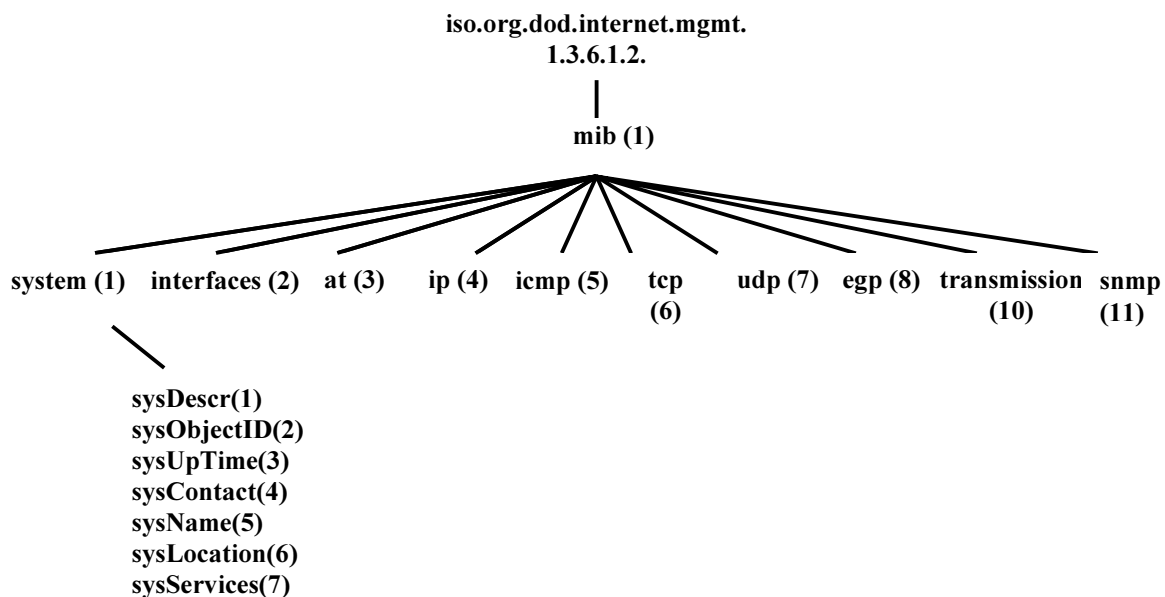 iso.org.dod.internet.mgmt.
1.3.6.1.2.
mib (1)
system (1) interfaces (2) at (3) ip (4) icmp (5) tcp udp (7) egp (8) transmission snmp
(6) (10) (11)
sysDescr(1)
sysObjectID(2)
sysUpTime(3)
sysContact(4)
sysName(5)
sysLocation(6)
sysServices(7)